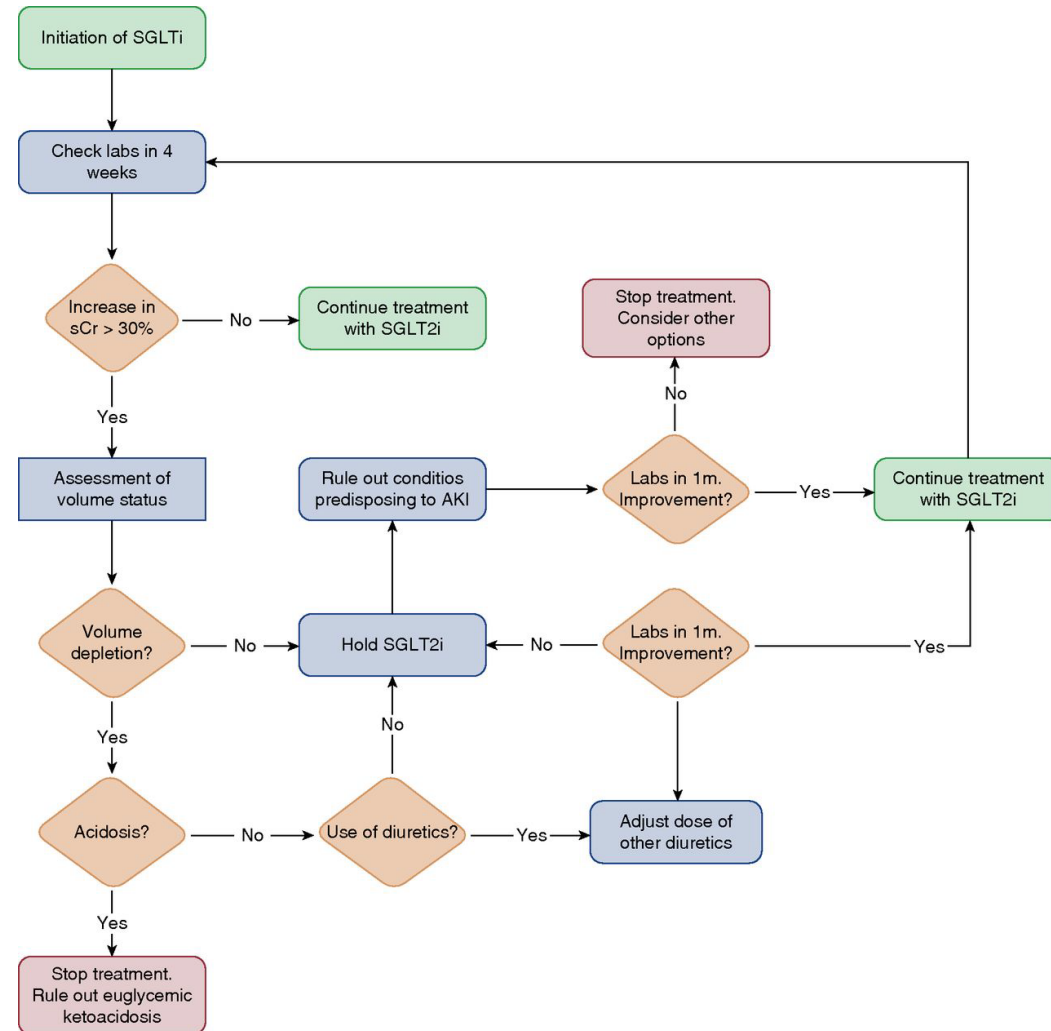 Initiation of SGLTi
Check labs in 4
weeks
Increase in
sCr > 30%
No
Continue treatment
with SGLT2i
Stop treatment.
Consider other
options
No
Yes
Assessment of
volume status
Rule out conditios
predisposing to AKI
Labs in 1m.
Improvement?
Yes
Continue treatment
with SGLT2i
Volume
depletion?
No
Hold SGLT2i
No
Labs in 1m.
Improvement?
Yes
Yes
No
Acidosis?
No
Use of diuretics?
Yes
Adjust dose of
other diuretics
Yes
Stop treatment.
Rule out euglycemic
ketoacidosis